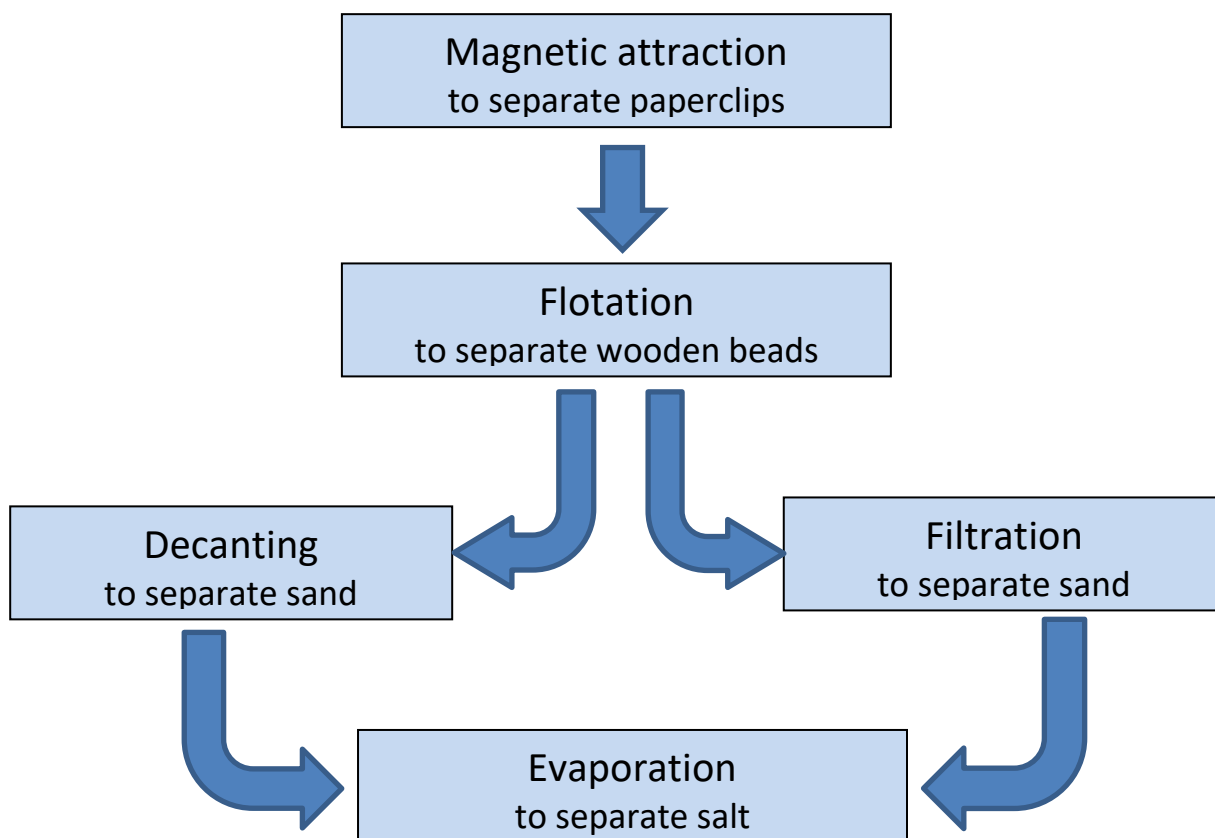 Magnetic attraction
to separate paperclips
Flotation
to separate wooden beads
Decanting
to separate sand
Filtration
to separate sand
Evaporation
to separate salt